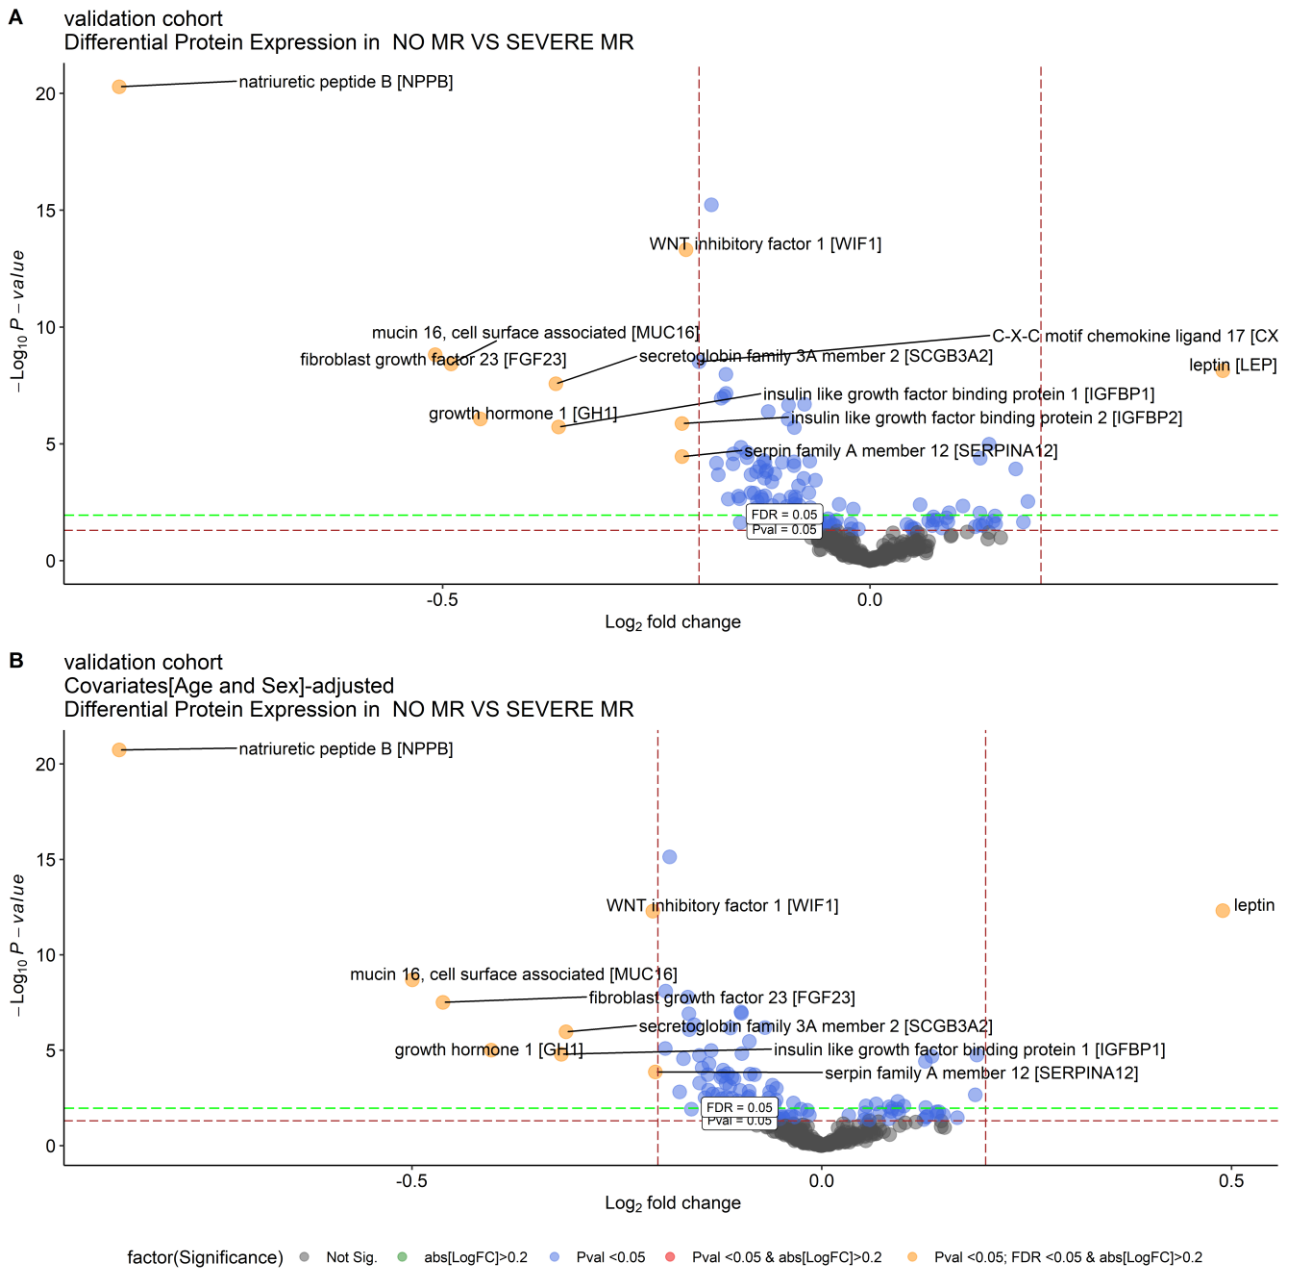 A
validation cohort
Differential Protein Expression in NO MR VS SEVERE MR
natriuretic peptide B [NPPB]
WNT inhibitory factor 1 [WIF1]
mucin 16, cell surface associated [MUC16]
C-X-C motif chemokine ligand 17 [CX
fibroblast growth factor 23 [FGF23]
secretoglobin family 3A member 2 [SCGB3A2]
leptin [LEP]
insulin like growth factor binding protein 1 [IGFBP1]
growth hormone 1 [GH1]
insulin like growth factor binding protein 2 [IGFBP2]
serpin family A member 12 [SERPINA12]
FDR = 0.05
Pval = 0.05
20
15
10
5
0
-0.5
0.0
−Log10 P − value
Log2 fold change
B
validation cohort
Covariates[Age and Sex]-adjusted
Differential Protein Expression in NO MR VS SEVERE MR
natriuretic peptide B [NPPB]
WNT inhibitory factor 1 [WIF1]
leptin
mucin 16, cell surface associated [MUC16]
fibroblast growth factor 23 [FGF23]
secretoglobin family 3A member 2 [SCGB3A2]
growth hormone 1 [GH1]
insulin like growth factor binding protein 1 [IGFBP1]
serpin family A member 12 [SERPINA12]
FDR = 0.05
Pval = 0.05
20
15
10
5
0
-0.5
0.0
0.5
−Log10 P − value
Log2 fold change
factor(Significance)
Not Sig.
abs[LogFC]>0.2
Pval <0.05
Pval <0.05 & abs[LogFC]>0.2
Pval <0.05; FDR <0.05 & abs[LogFC]>0.2